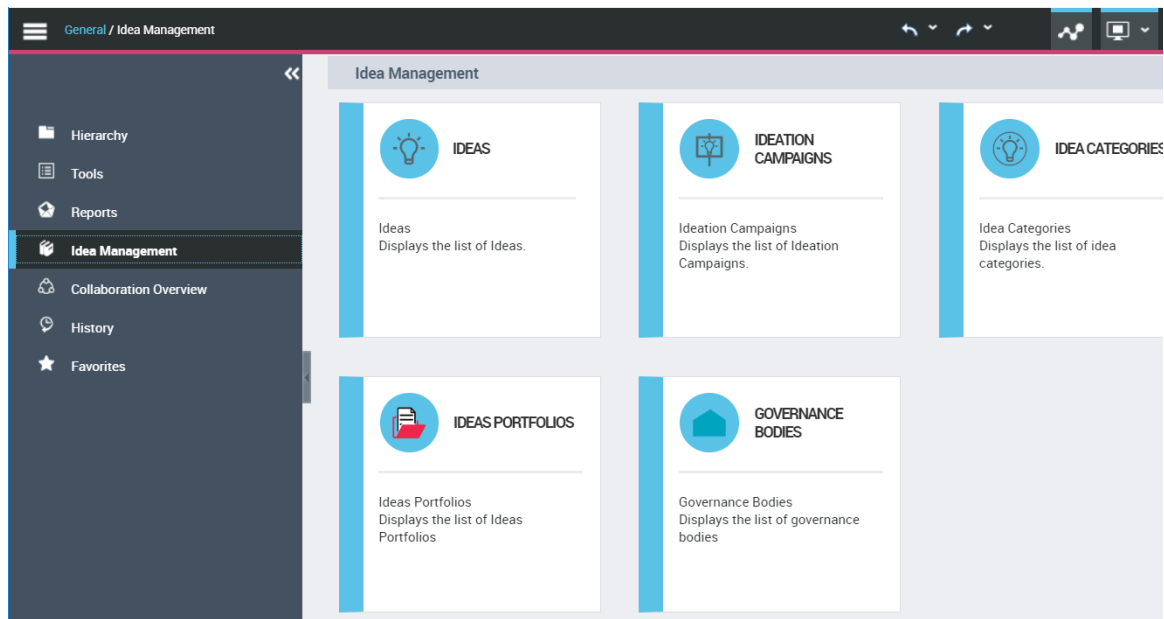 General / Idea Management
Idea Management
Hierarchy
Tools
Reports
Idea Management
Collaboration Overview
History
Favorites
IDEAS
Ideas
Displays the list of Ideas.
IDEATION
CAMPAIGNS
Ideation Campaigns
Displays the list of Ideation
Campaigns.
IDEA CATEGORIES
Idea Categories
Displays the list of idea
categories.
IDEAS PORTFOLIOS
Ideas Portfolios
Displays the list of Ideas
Portfolios
GOVERNANCE
BODIES
Governance Bodies
Displays the list of governance
bodies